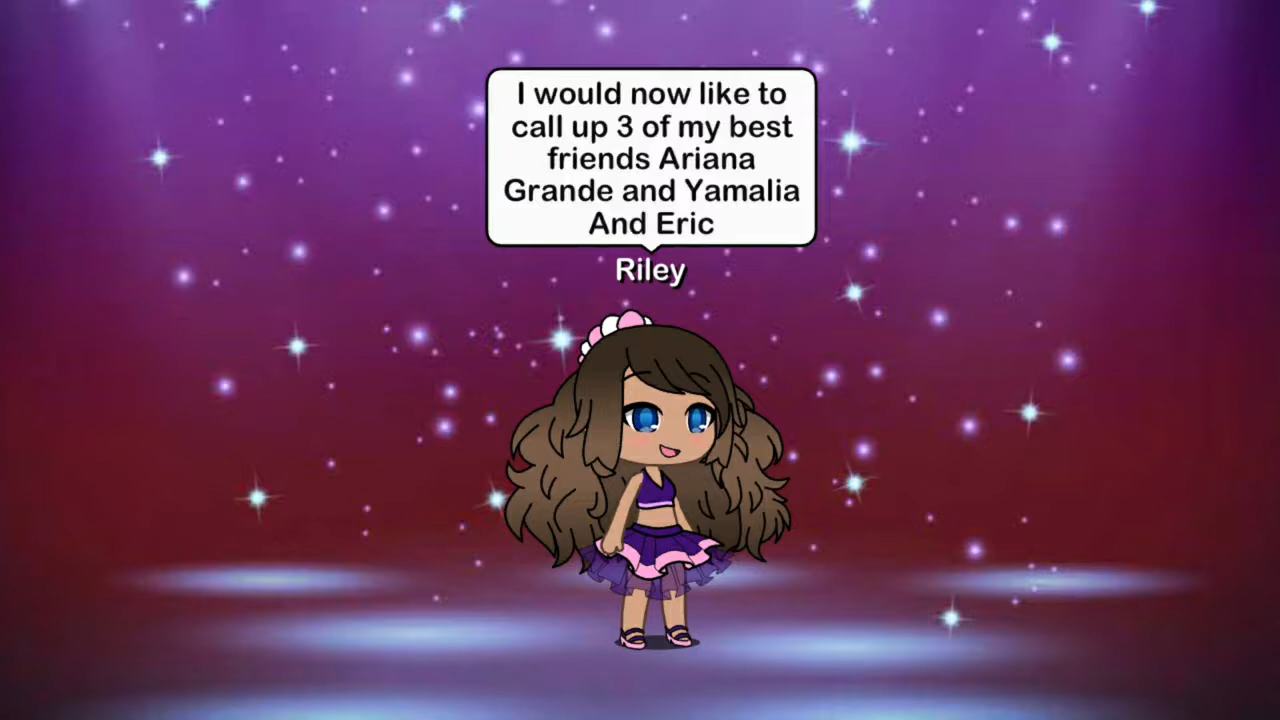 I would now like to
call up 3 of my best
friends Ariana
Grande and Yamalia
And Eric
Riley